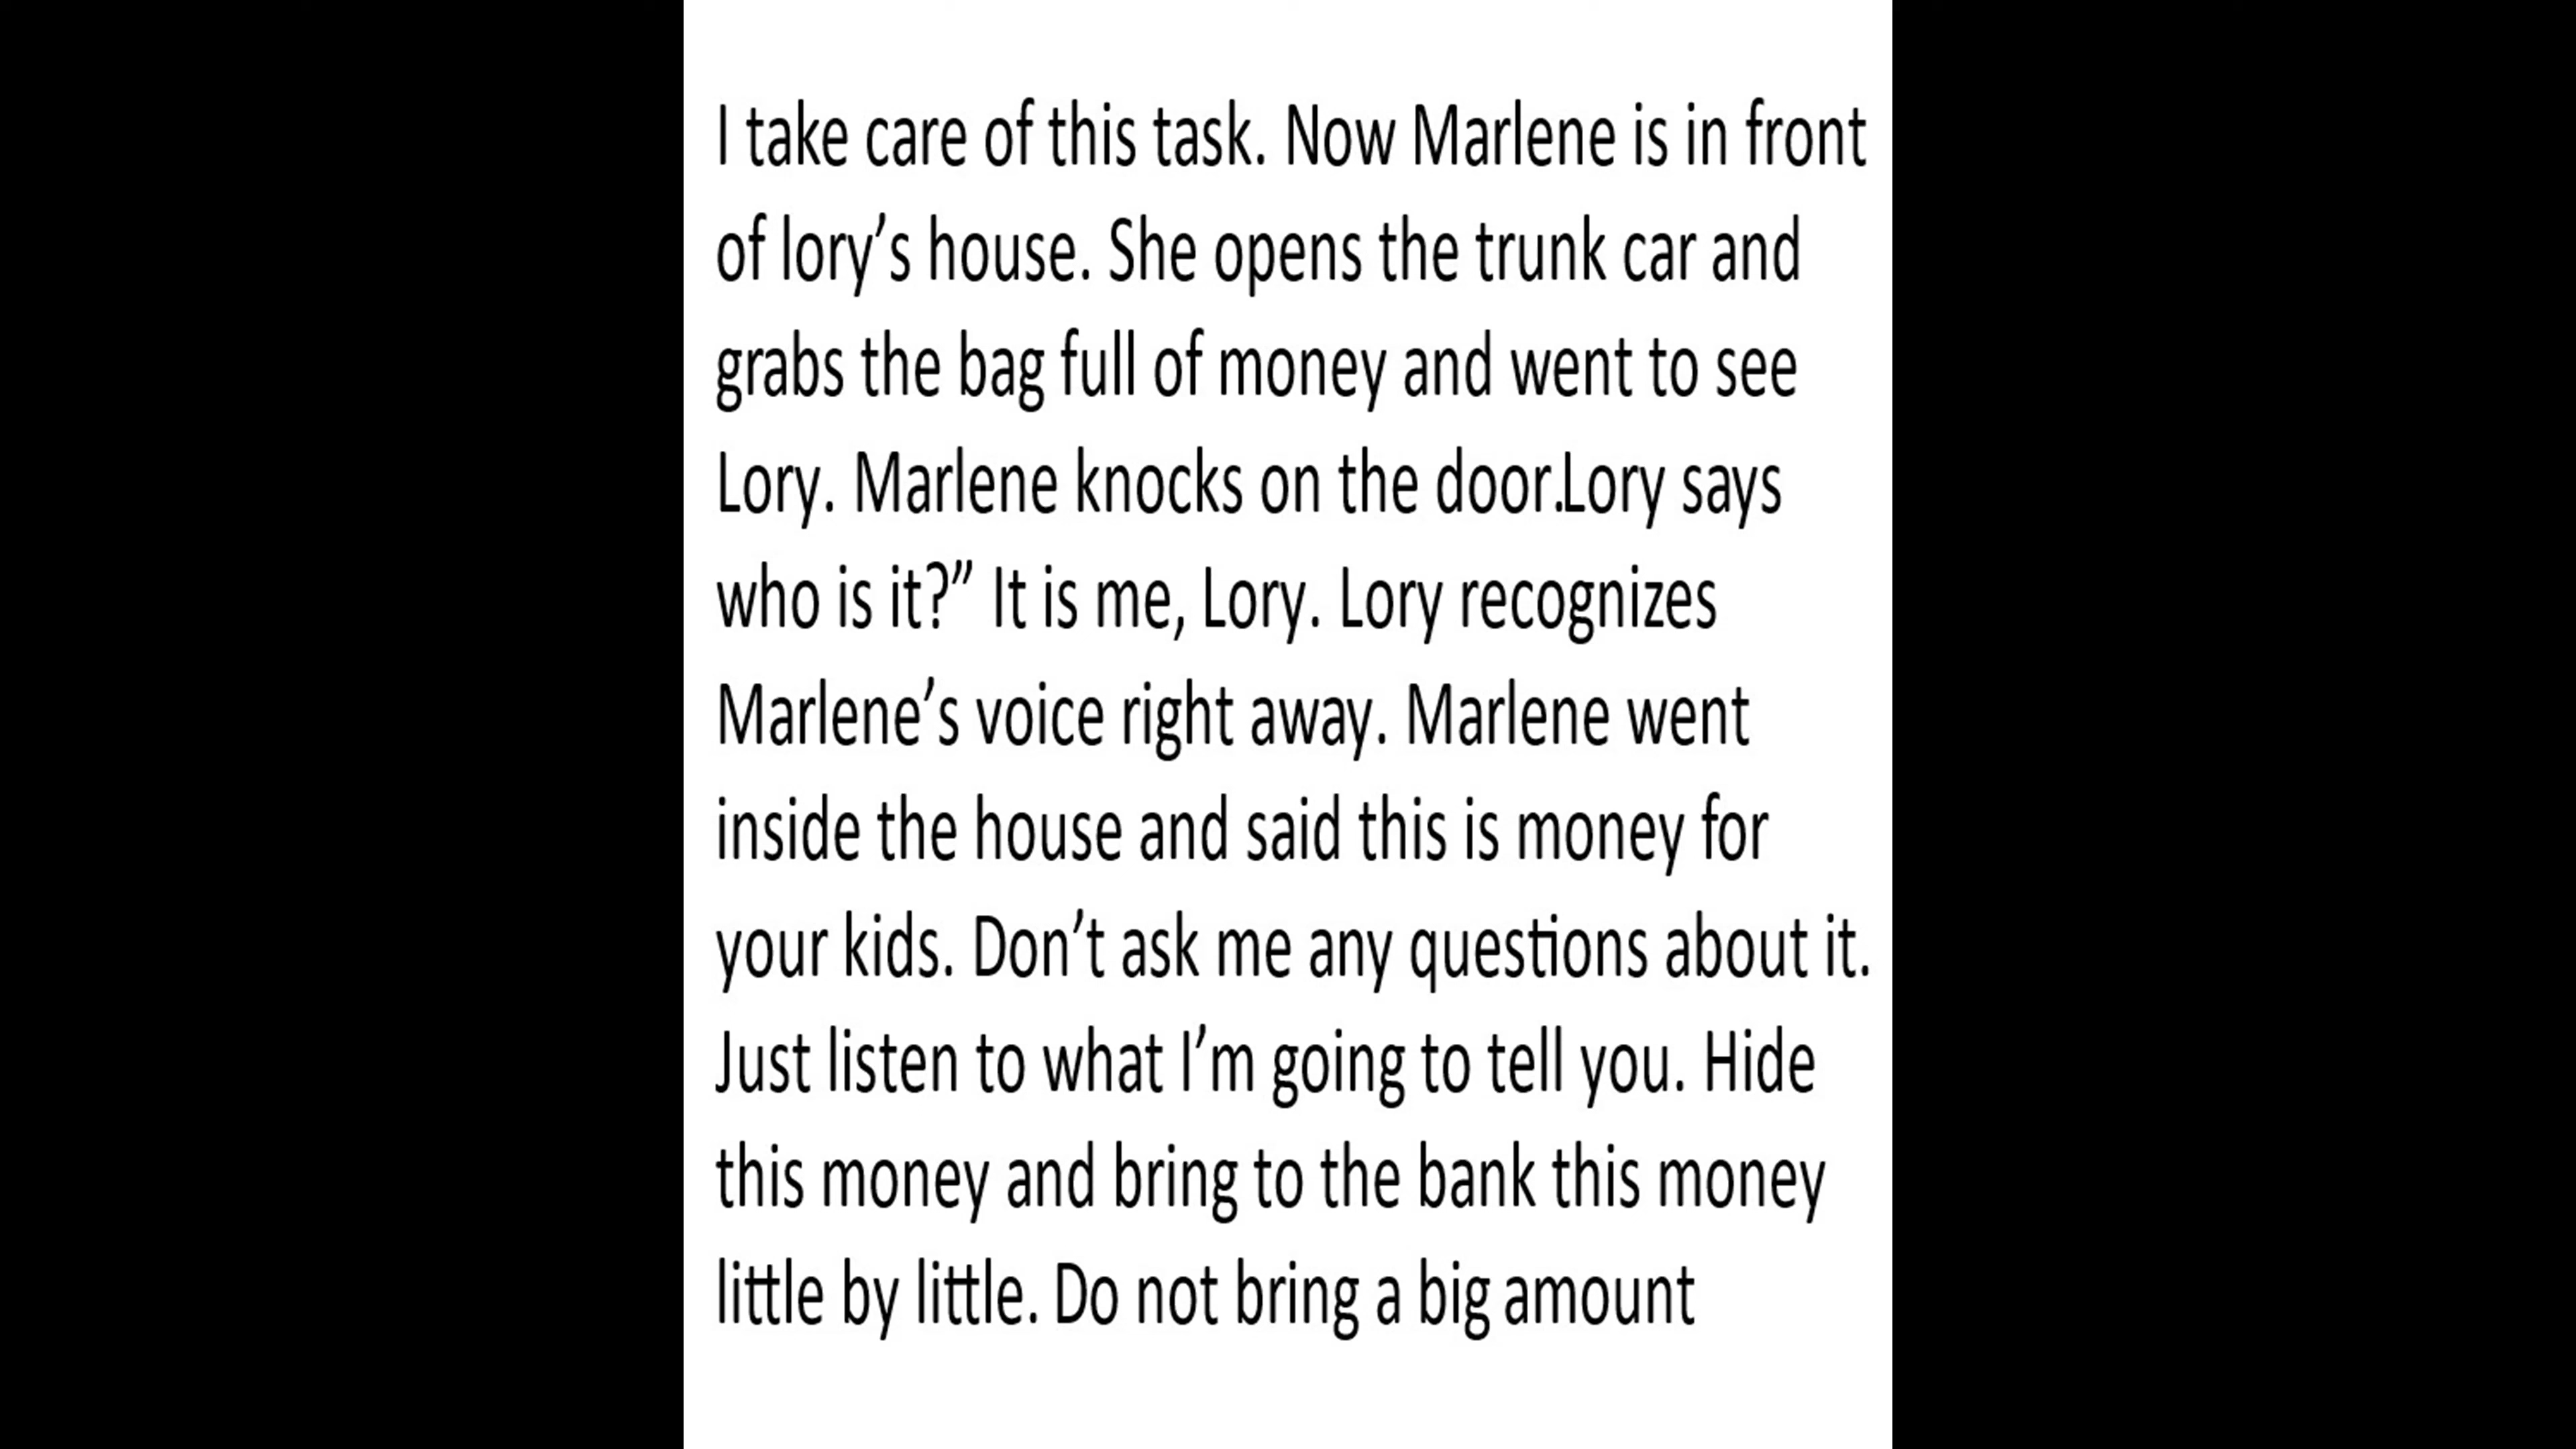 I take care of this task. Now Marlene is in front
of lory’s house. She opens the trunk car and
grabs the bag full of money and went to see
Lory. Marlene knocks on the door.Lory says
who is it?” It is me, Lory. Lory recognizes
Marlene’s voice right away. Marlene went
inside the house and said this is money for
your kids. Don’t ask me any questions about it.
Just listen to what I’m going to tell you. Hide
this money and bring to the bank this money
little by little. Do not bring a big amount